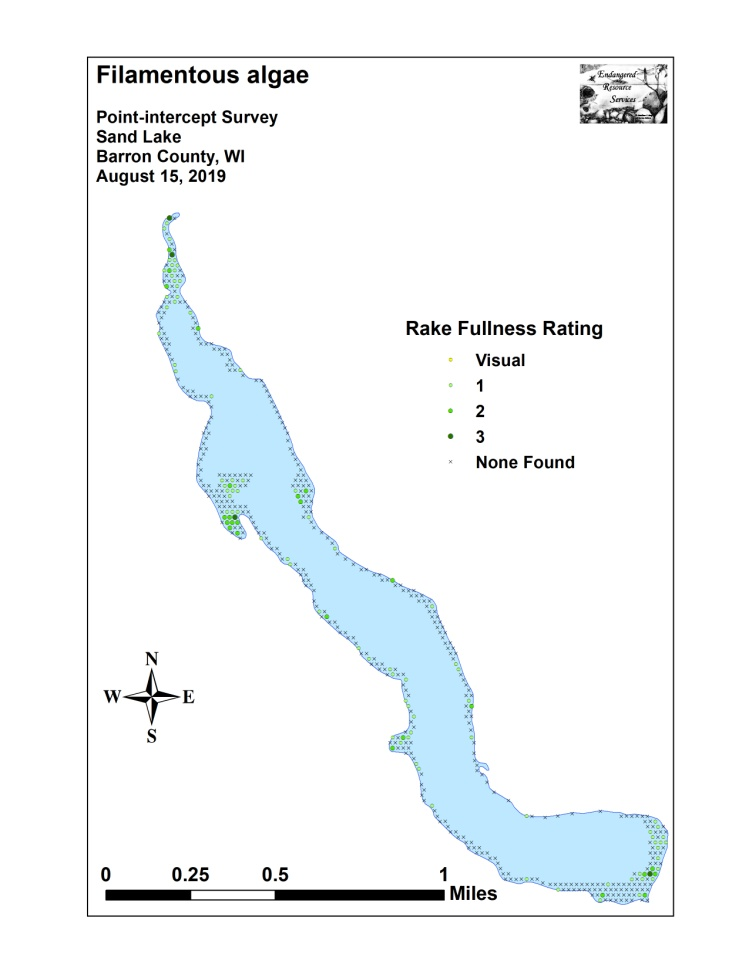 Filamentous algae
Endangered
Resource
Services
Point-intercept Survey
Sand Lake
Barron County, WI
August 15, 2019
Rake Fullness Rating
Visual
1
2
3
None Found
N
W E
S
0 0.25 0.5 1
Miles